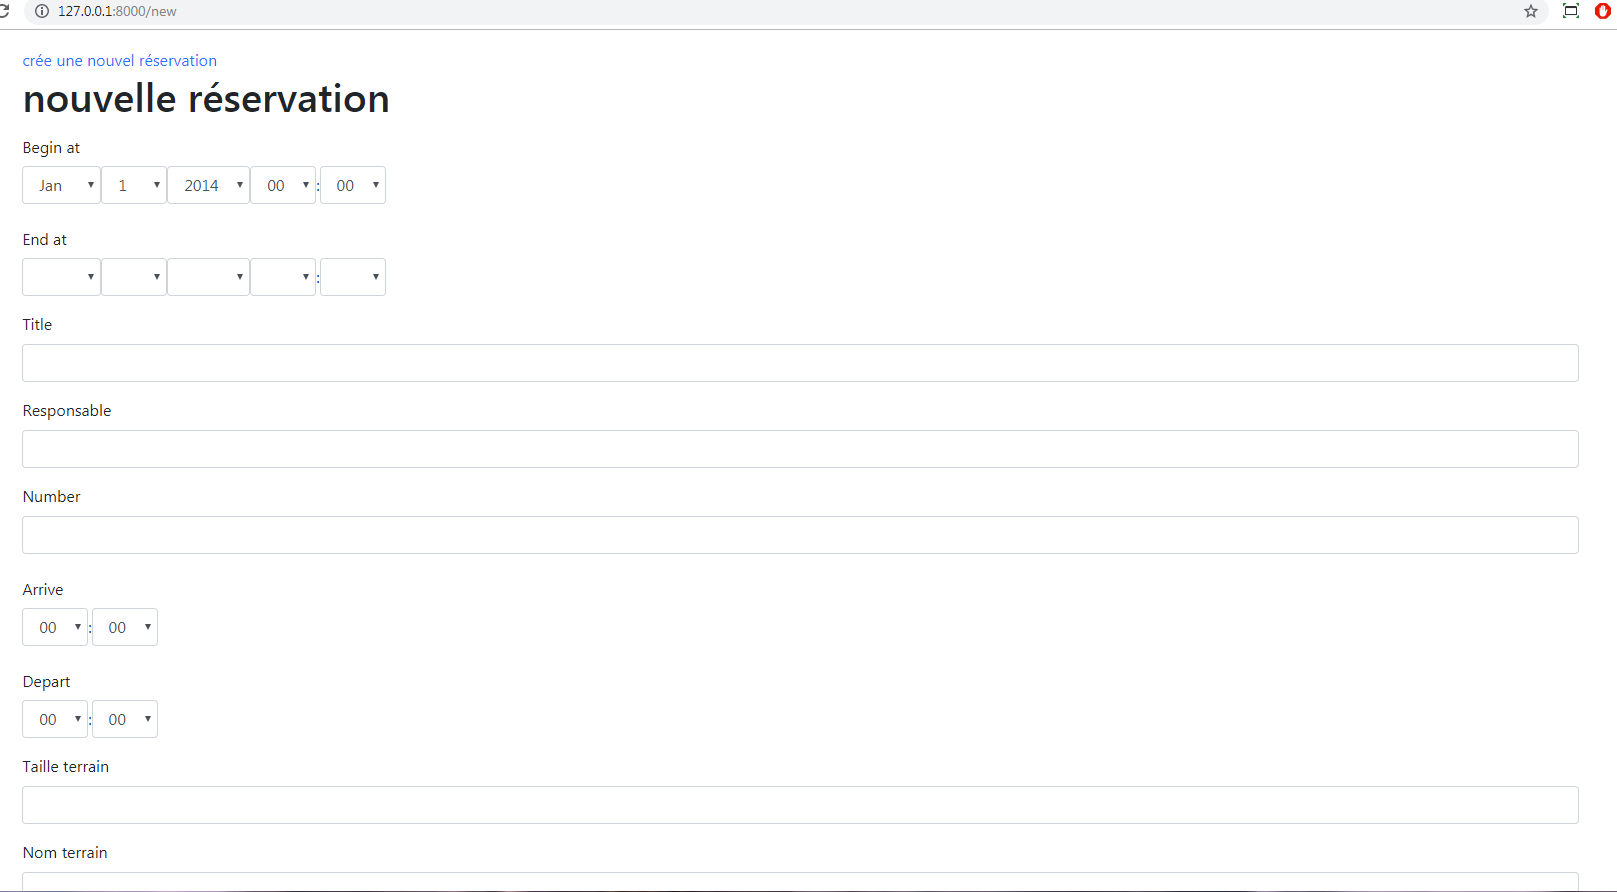 127.0.0.1:8000/new
crée une nouvel réservation
nouvelle réservation
Begin at
Jan 1 2014 00 : 00
End at
:
Title
Responsable
Number
Arrive
00 : 00
Depart
00 : 00
Taille terrain
Nom terrain